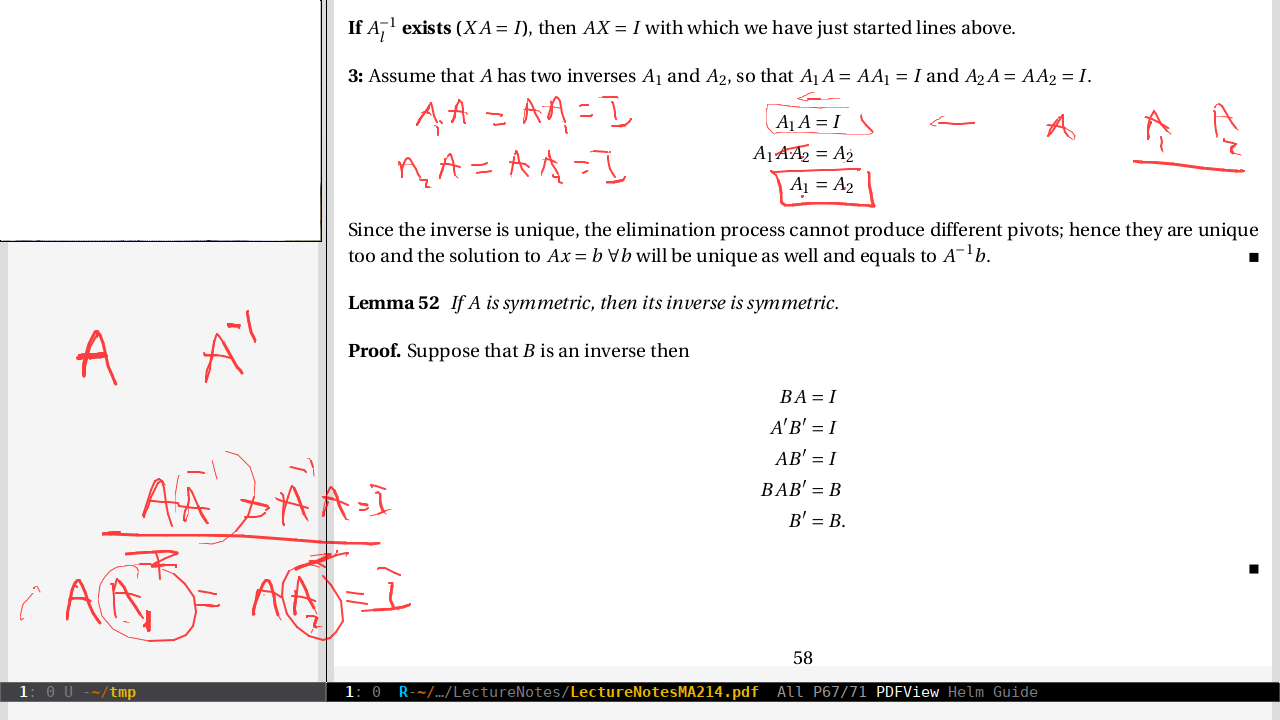 If A_l^{-1} exists (XA = I), then AX = I with which we have just started lines above.
3: Assume that A has two inverses A_1 and A_2, so that A_1A = AA_1 = I and A_2A = AA_2 = I.
A_1A = AA_1 = I
A_1A = I
←
A A_1 A_2
A_2A = AA_2 = I
A_1AA_2 = A_2
A_1 = A_2
Since the inverse is unique, the elimination process cannot produce different pivots; hence they are unique
too and the solution to Ax = b ∀b will be unique as well and equals to A^{-1}b.
■
Lemma 52 If A is symmetric, then its inverse is symmetric.
Proof. Suppose that B is an inverse then
BA = I
A′B′ = I
AB′ = I
BAB′ = B
B′ = B.
■
58
A A^{-1}
AA^{-1} = A^{-1}A = I
AA_1 = AA_2 = I
1: 0 U -~/tmp
1: 0 R-~/…/LectureNotes/LectureNotesMA214.pdf All P67/71 PDFView Helm Guide